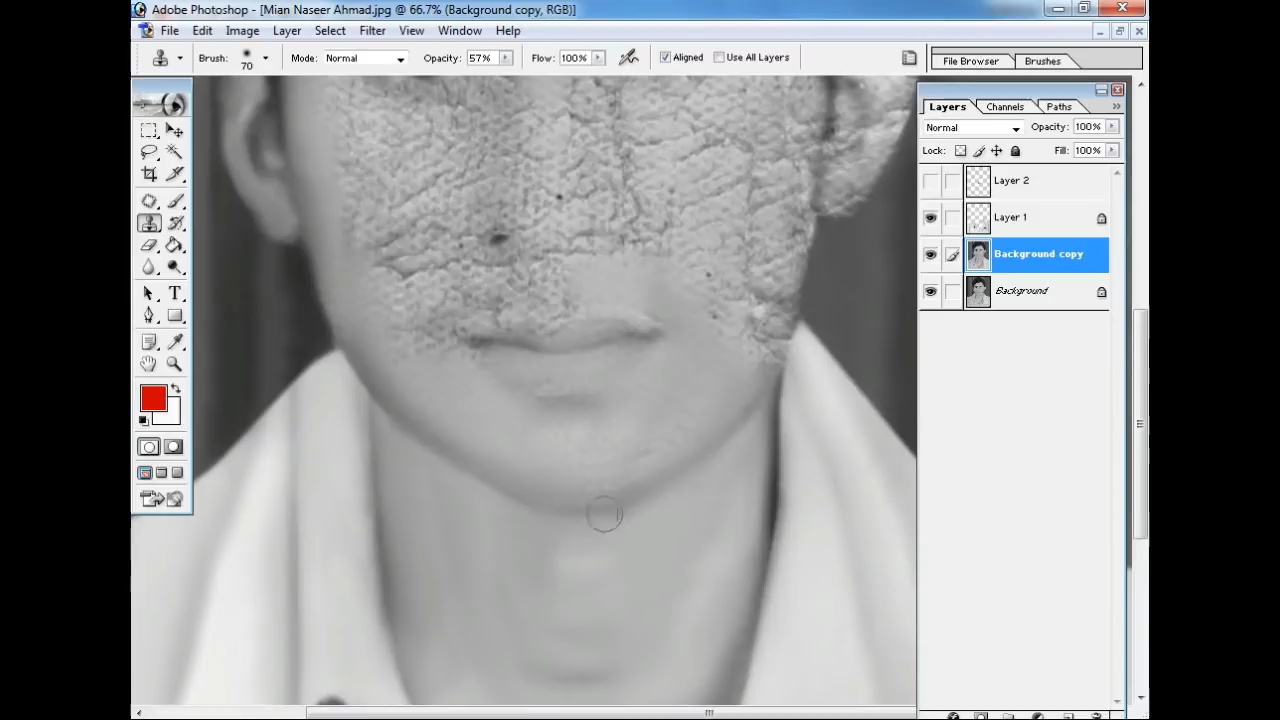 Adobe Photoshop - [Mian Naseer Ahmad.jpg @ 66.7% (Background copy, RGB)]
File Edit Image Layer Select Filter View Window Help
Brush: 70 Mode: Normal Opacity: 57% Flow: 100% Aligned Use All Layers File Browser Brushes
Layers Channels Paths
Normal Opacity: 100%
Lock: Fill: 100%
Layer 2
Layer 1
Background copy
Background